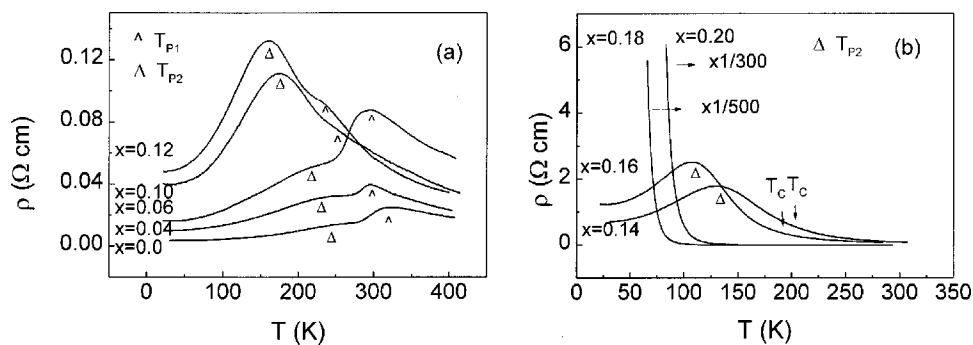 (a)
^ T_P1
Δ T_P2
0.12
0.08
0.04
0.00
ρ (Ω cm)
x=0.12
x=0.10
x=0.06
x=0.04
x=0.0
0
100
200
300
400
T (K)
(b)
x=0.18
x=0.20
Δ T_P2
x1/300
x1/500
6
4
2
0
ρ (Ω cm)
x=0.16
x=0.14
T_C T_C
0
50
100
150
200
250
300
350
T (K)